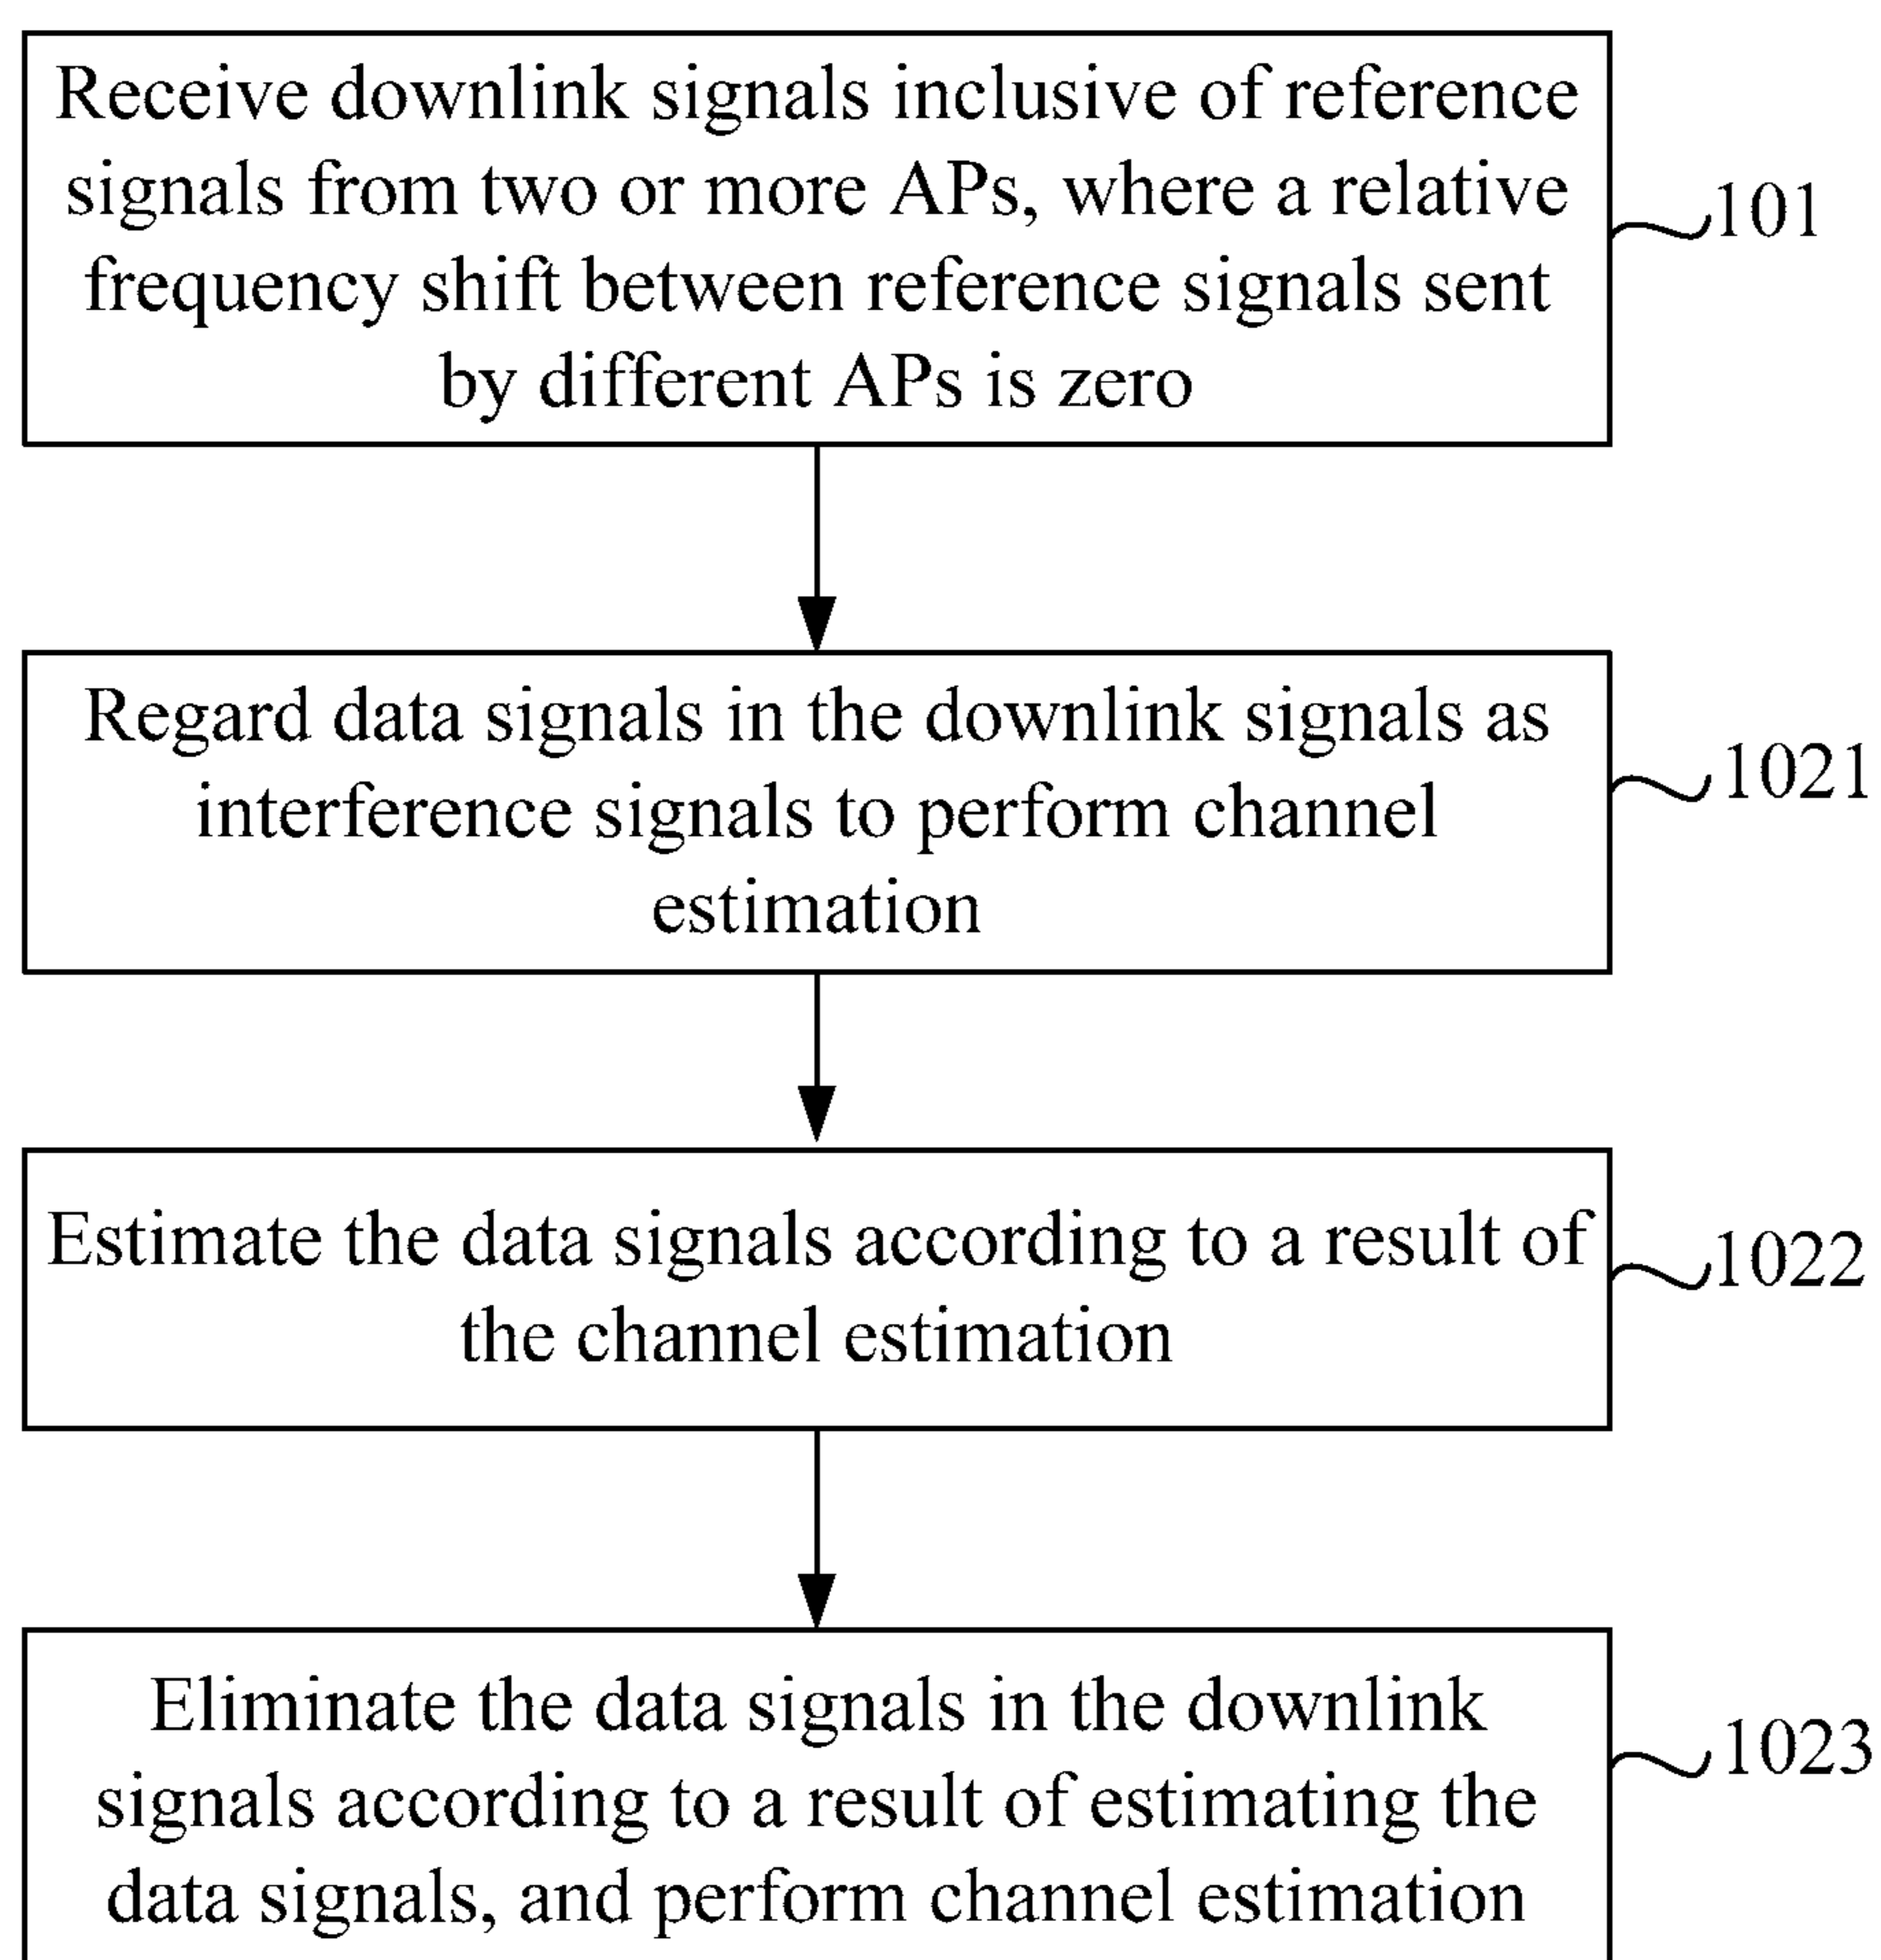 Receive downlink signals inclusive of reference
signals from two or more APs, where a relative
frequency shift between reference signals sent
by different APs is zero
101
Regard data signals in the downlink signals as
interference signals to perform channel
estimation
1021
Estimate the data signals according to a result of
the channel estimation
1022
Eliminate the data signals in the downlink
signals according to a result of estimating the
data signals, and perform channel estimation
1023